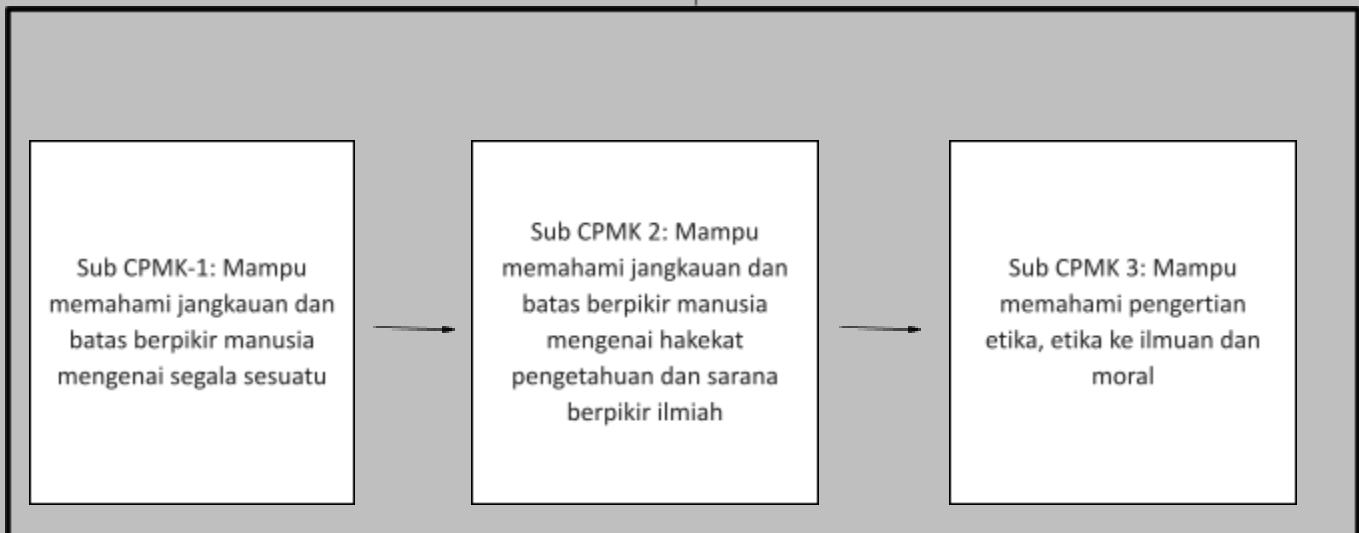 Sub CPMK-1: Mampu
memahami jangkauan dan
batas berpikir manusia
mengenai segala sesuatu
Sub CPMK 2: Mampu
memahami jangkauan dan
batas berpikir manusia
mengenai hakekat
pengetahuan dan sarana
berpikir ilmiah
Sub CPMK 3: Mampu
memahami pengertian
etika, etika ke ilmuan dan
moral